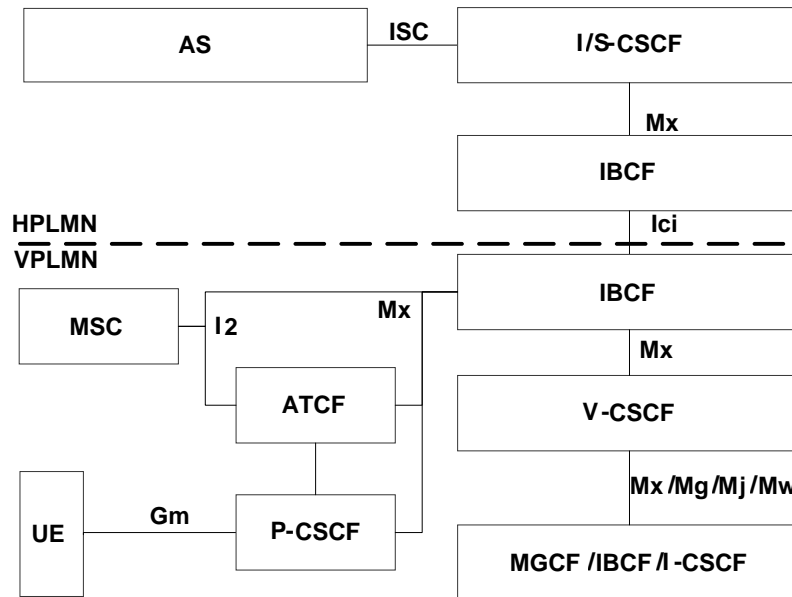 AS
ISC
I/S-CSCF
Mx
IBCF
HPLMN
Ici
VPLMN
IBCF
MSC
I2
Mx
Mx
ATCF
V-CSCF
UE
Gm
P-CSCF
Mx/Mg/Mj/Mw
MGCF/IBCF/I-CSCF